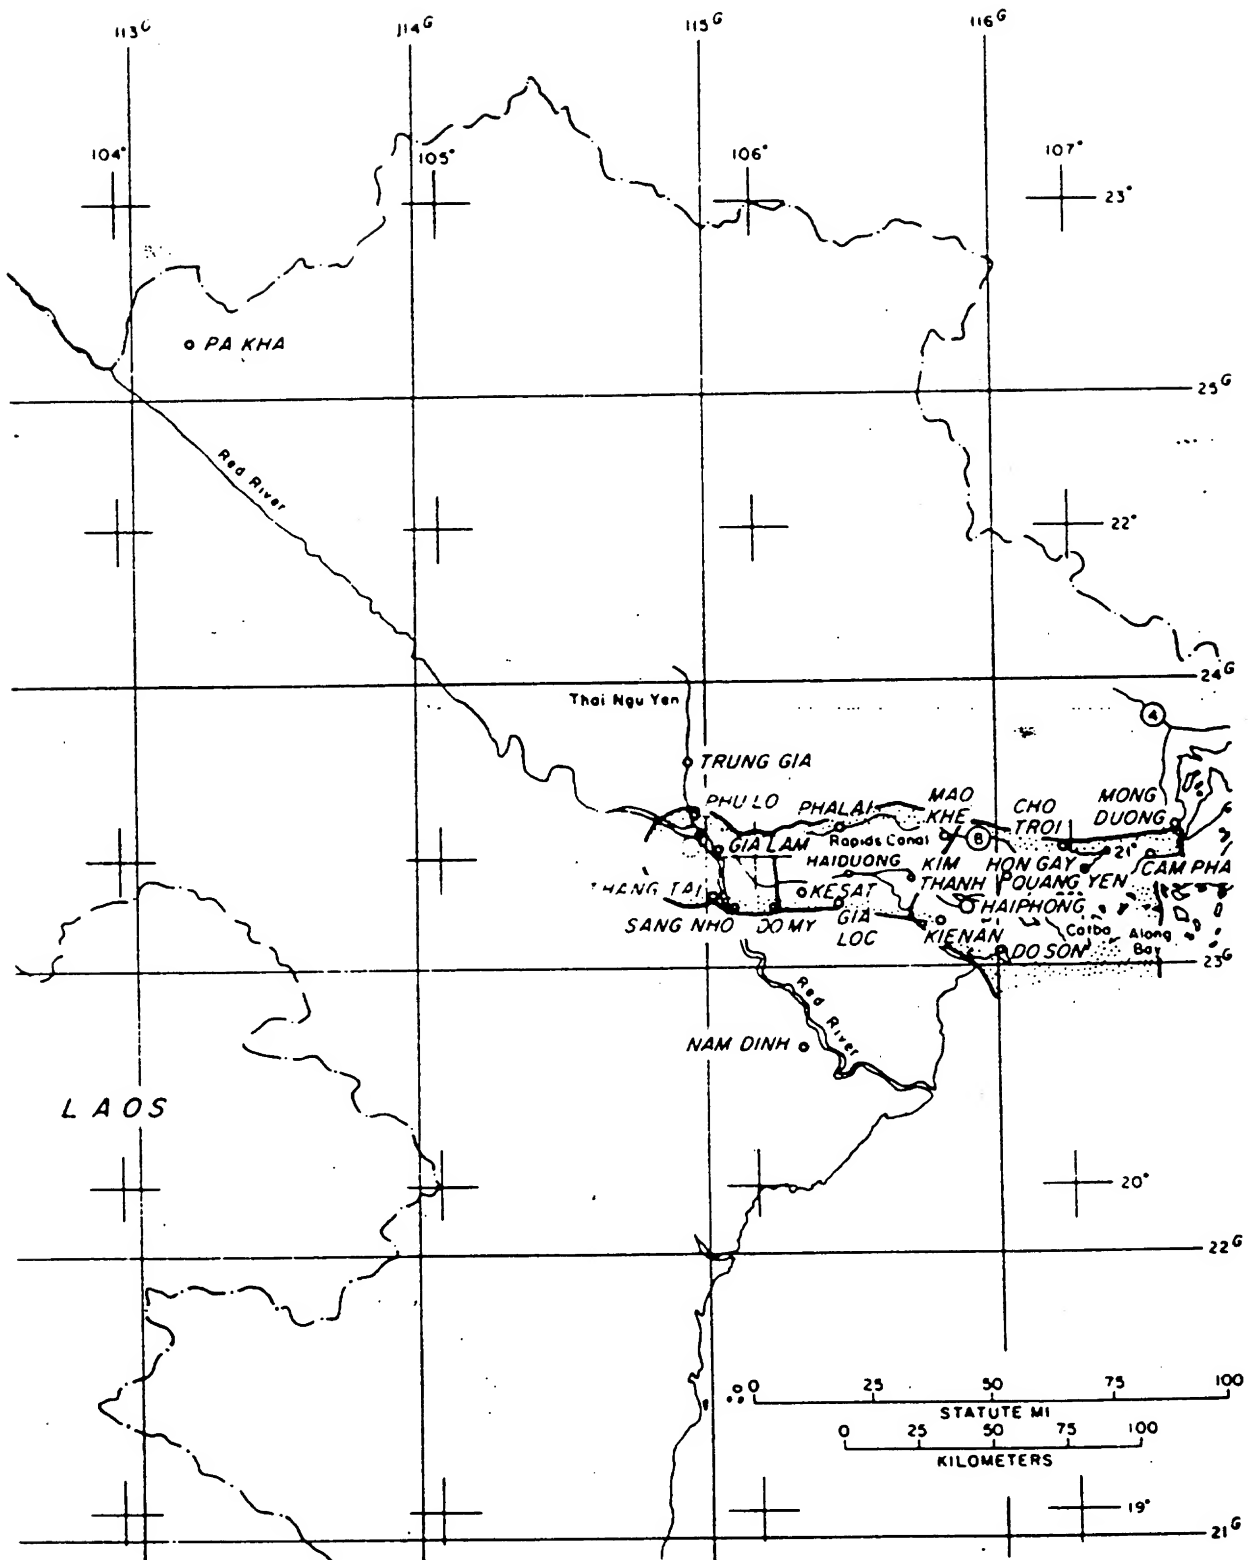 113G 114G 115G 116G
104° 105° 106° 107°
23°
PA KHA
25G
Red River
22°
24G
Thai Ngu Yen
4
TRUNG GIA
PHU LO
PHALAI
MAO
KHE
CHO
TROI
MONG
DUONG
GIA LAM
Rapids Canal
8
21°
HAIDUONG
KIM
THANH
HON GAY
QUANG YEN
CAM PHA
THANG TAI
KESAT
HAIPHONG
SANG NHO
DO MY
GIA
LOC
KIENAN
Catba
Along
Bay
DO SON
23G
Red River
NAM DINH
LAOS
20°
22G
0 25 50 75 100
STATUTE MI
0 25 50 75 100
KILOMETERS
19°
21G